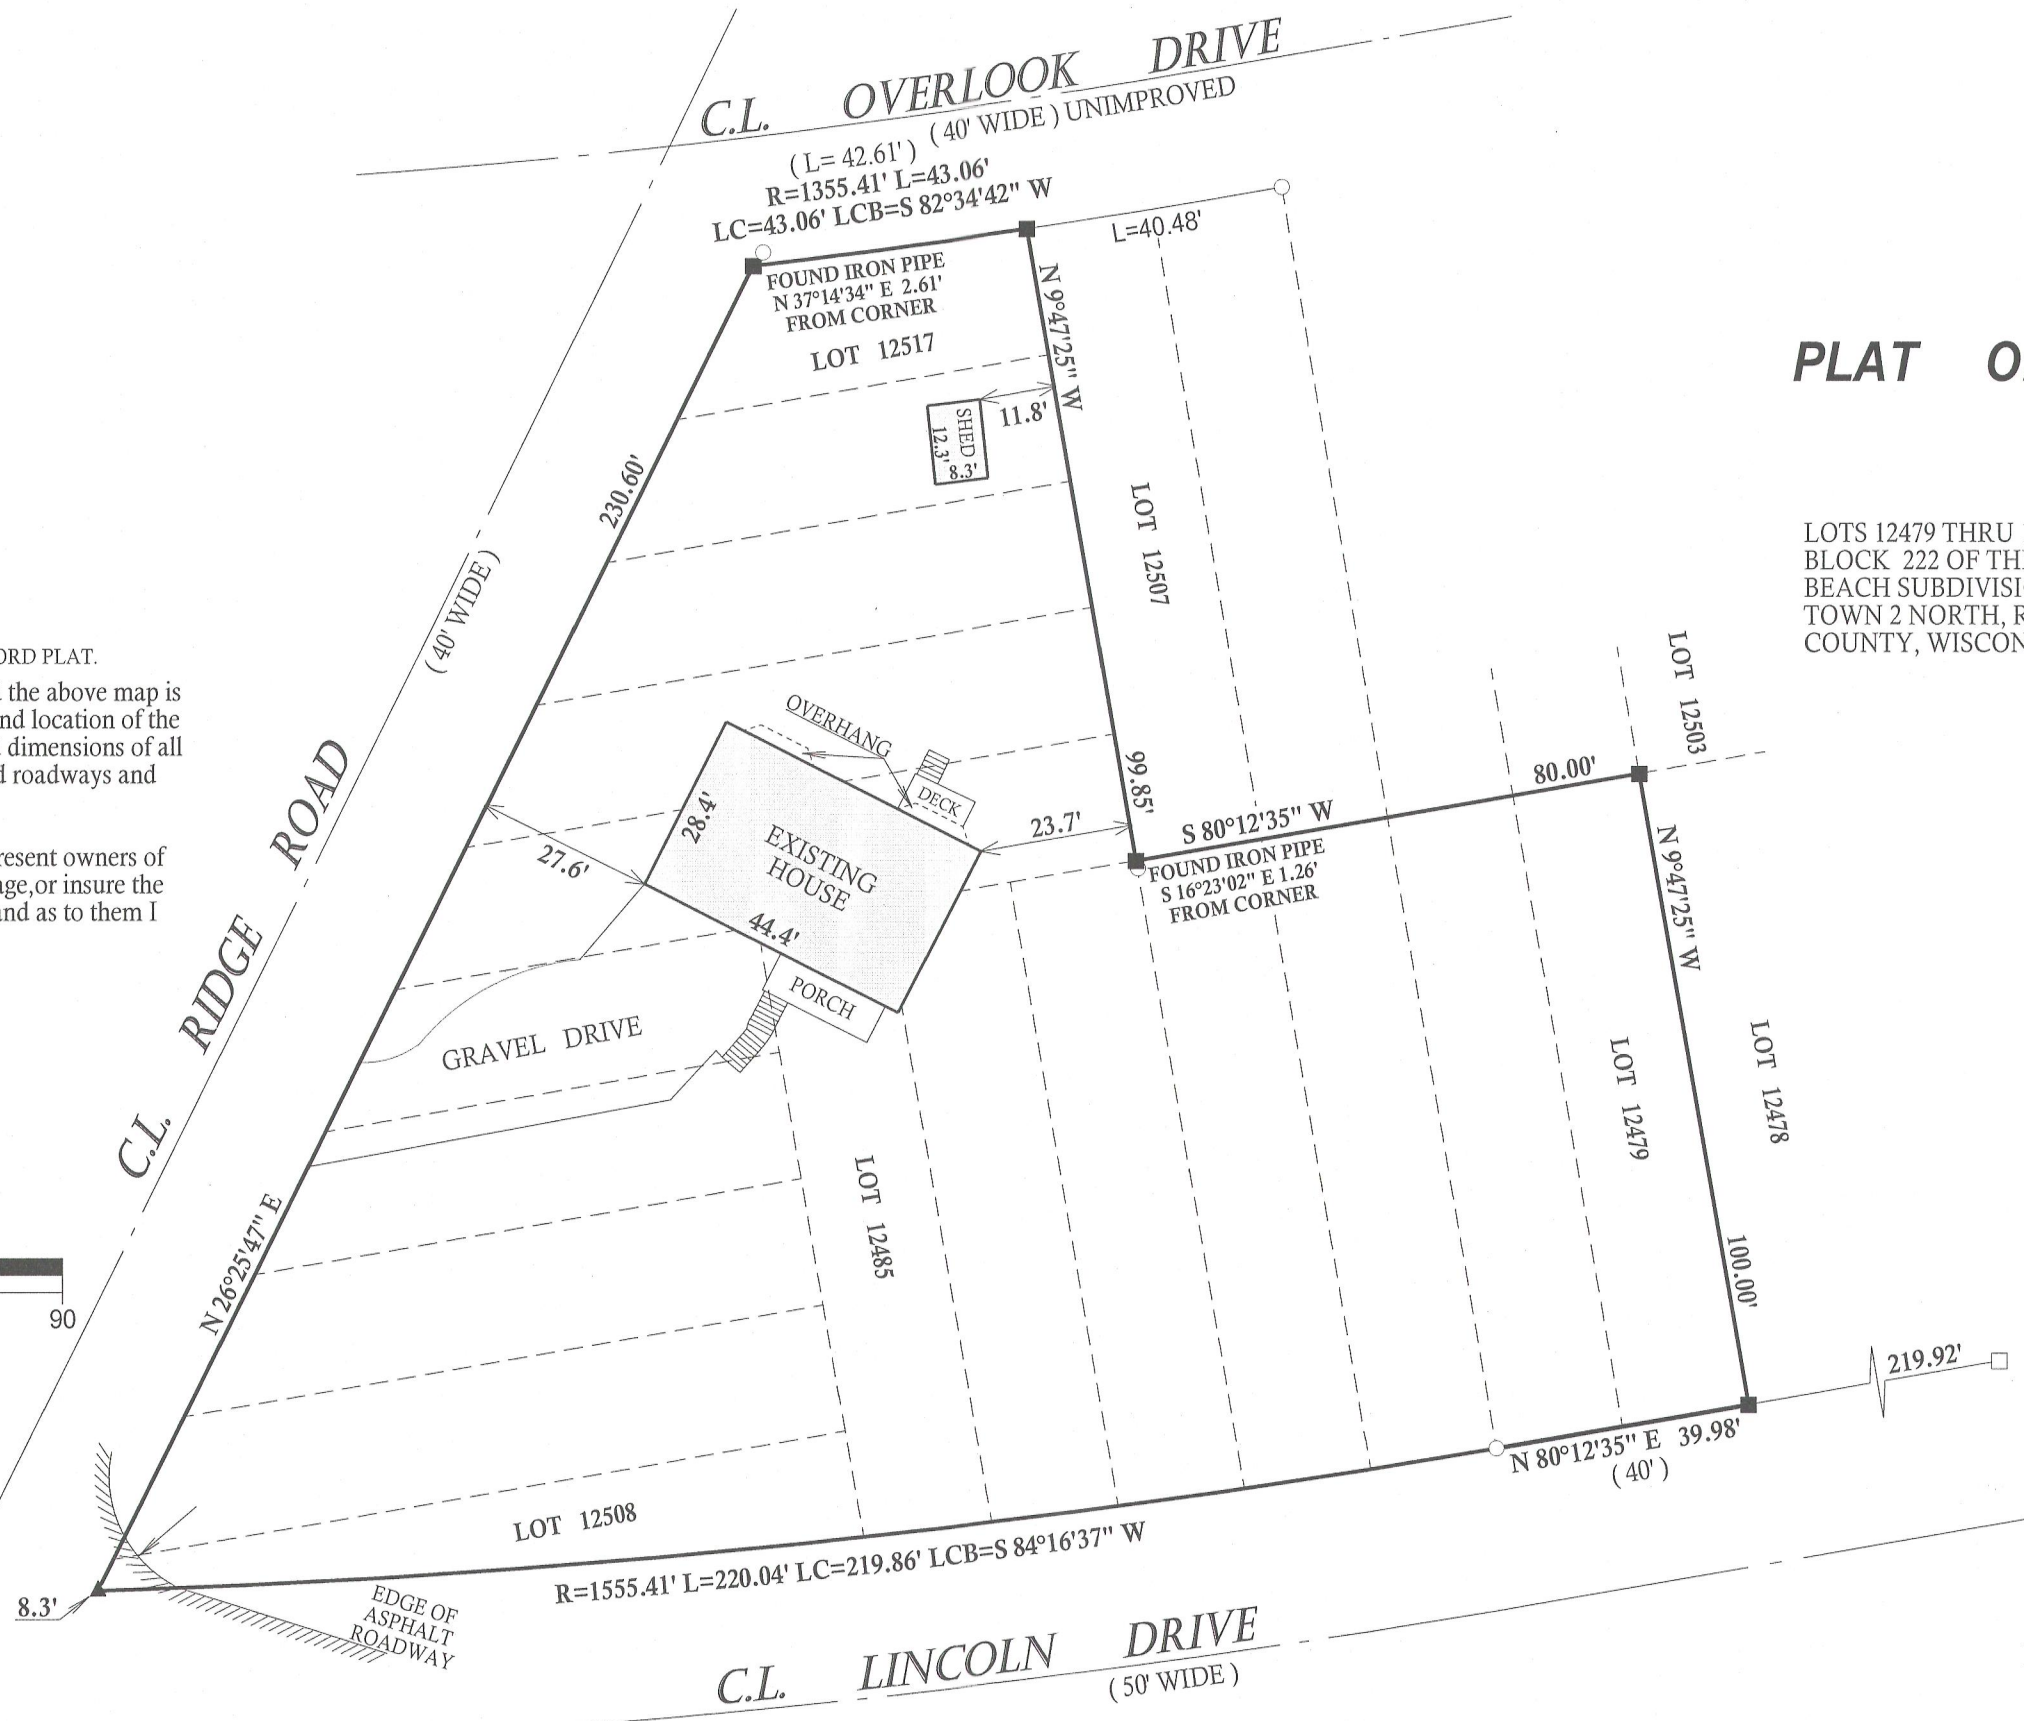 C.L. OVERLOOK DRIVE
( 40' WIDE ) UNIMPROVED
( L= 42.61' )
R=1355.41' L=43.06'
LC=43.06' LCB=S 82°34'42" W
L=40.48'
FOUND IRON PIPE
N 37°14'34" E 2.61'
FROM CORNER
LOT 12517
N 9°47'25" W
99.85'
11.8'
SHED
12.3'
8.3'
LOT 12507
230.60'
( 40' WIDE )
C.L. RIDGE ROAD
N 26°25'47" E
PLAT O
LOTS 12479 THRU
BLOCK 222 OF TH
BEACH SUBDIVISI
TOWN 2 NORTH, R
COUNTY, WISCON
ORD PLAT.
the above map is
nd location of the
dimensions of all
d roadways and
resent owners of
age,or insure the
and as to them I
90
OVERHANG
DECK
28.4'
EXISTING
HOUSE
44.4'
27.6'
23.7'
PORCH
GRAVEL DRIVE
S 80°12'35" W
80.00'
FOUND IRON PIPE
S 16°23'02" E 1.26'
FROM CORNER
LOT 12503
N 9°47'25" W
100.00'
LOT 12479
LOT 12478
LOT 12485
219.92'
N 80°12'35" E 39.98'
( 40' )
LOT 12508
R=1555.41' L=220.04' LC=219.86' LCB=S 84°16'37" W
8.3'
EDGE OF
ASPHALT
ROADWAY
C.L. LINCOLN DRIVE
( 50' WIDE )